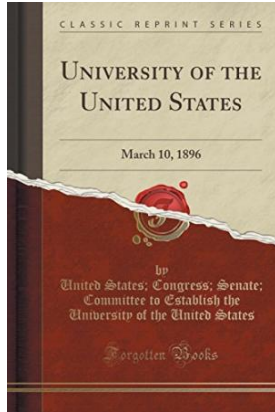 CLASSIC REPRINT SERIES
UNIVERSITY OF THE
UNITED STATES
March 10, 1896
by
United States; Congress; Senate;
Committee to Establish the
University of the United States
Forgotten Books